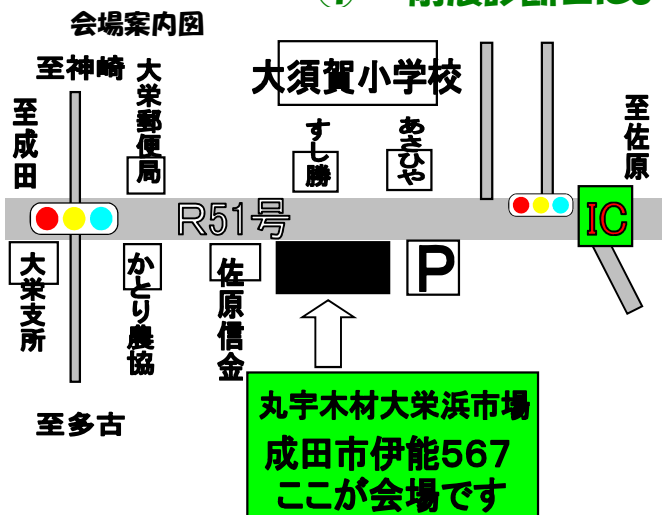 会場案内図
至神崎
大栄郵便局
大須賀小学校
至成田
すし勝
あさひや
至佐原
R51号
IC
大栄支所
かとり農協
佐原信金
P
至多古
丸宇木材大栄浜市場
成田市伊能567
ここが会場です